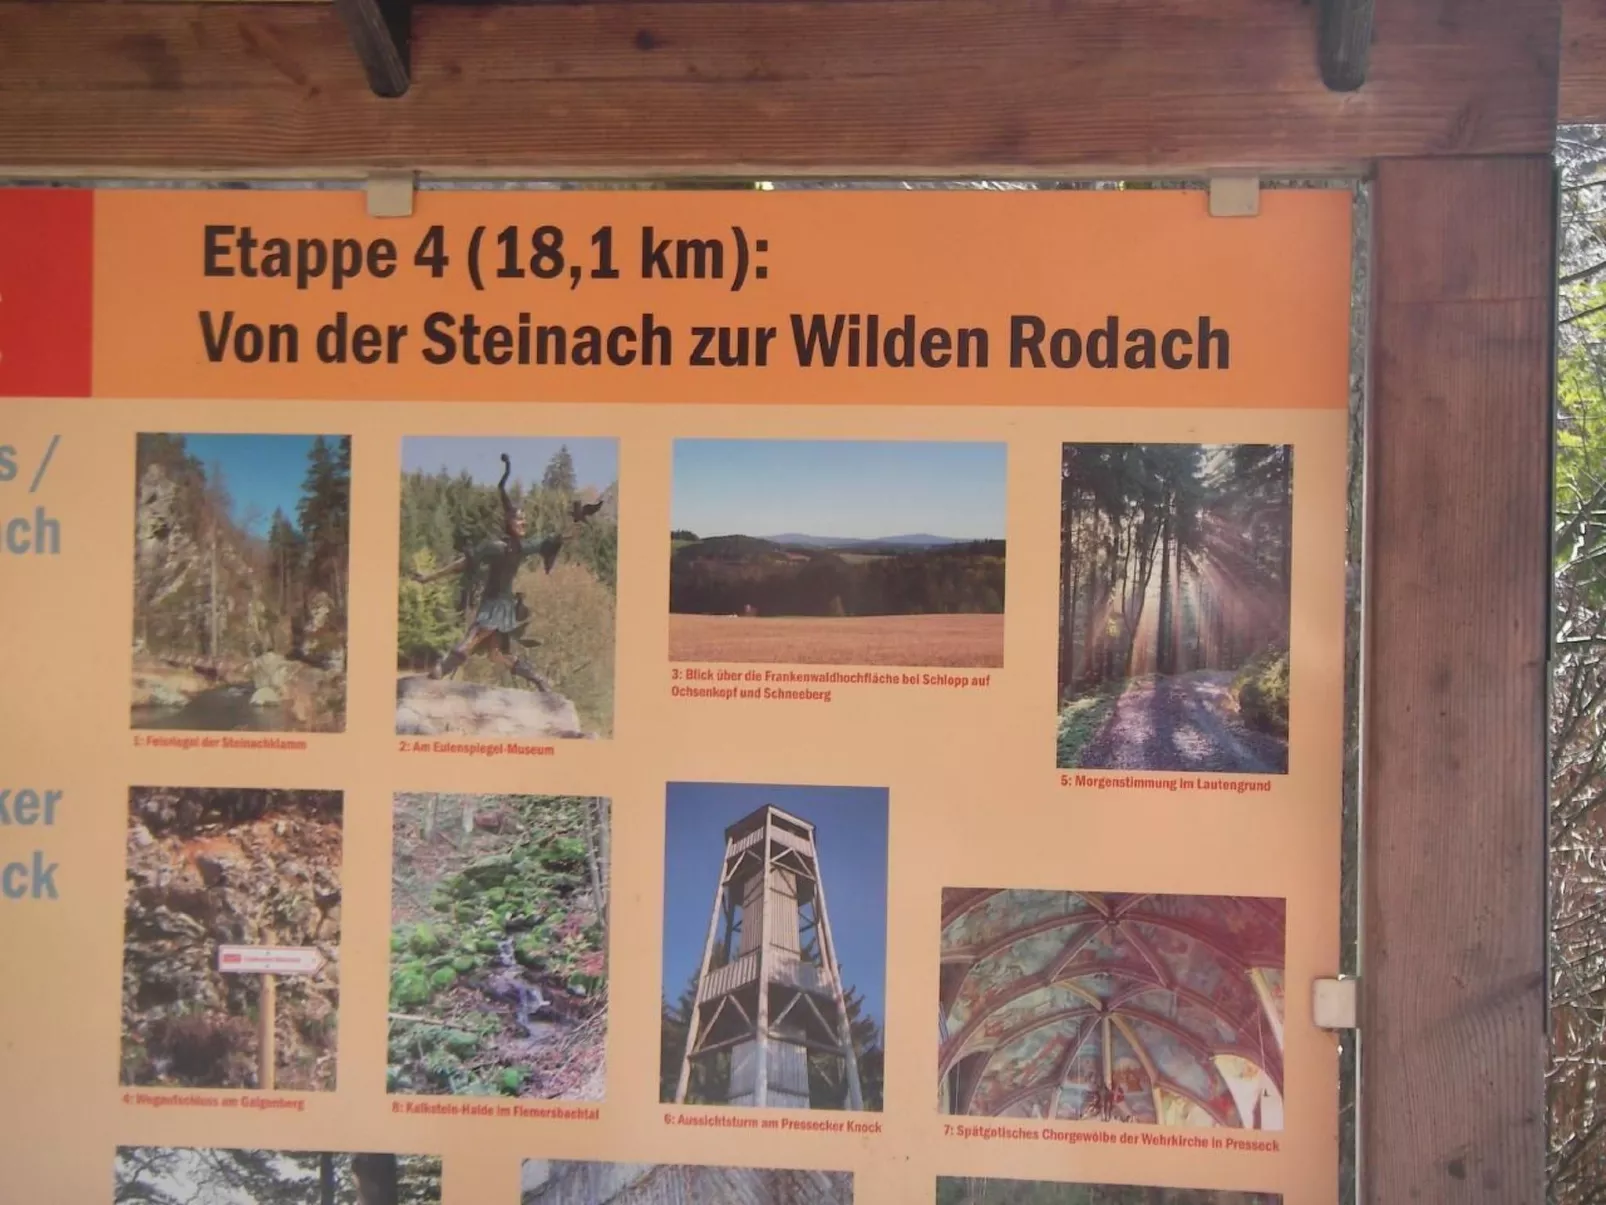 Etappe 4 (18,1 km):
Von der Steinach zur Wilden Rodach
s /
ach
ker
ck
1: Felsriegel der Steinachklamm
2: Am Eulenspiegel-Museum
3: Blick über die Frankenwaldhochfläche bei Schlopp auf
Ochsenkopf und Schneeberg
5: Morgenstimmung im Lautengrund
4: Wegaufschluss am Galgenberg
8: Kalkstein-Halde im Flemersbachtal
6: Aussichtsturm am Pressecker Knock
7: Spätgotisches Chorgewölbe der Wehrkirche in Presseck